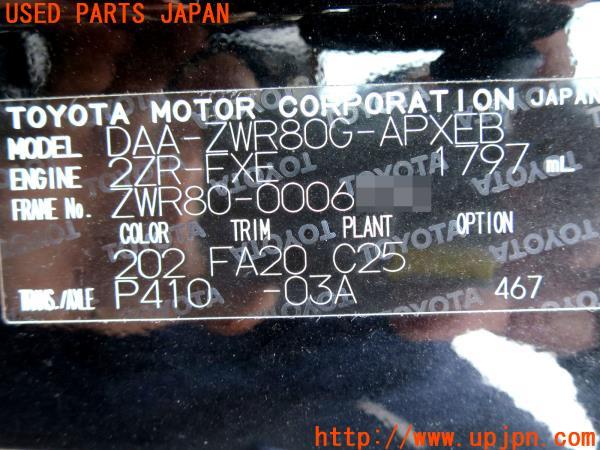 USED PARTS JAPAN
TOYOTA MOTOR CORPORATION JAPAN
MODEL DAA-ZWR80G-APXEB
ENGINE 2ZR-FXE 1797 mL
FRAME No. ZWR80-0006
COLOR TRIM PLANT OPTION
202 FA20 C25
TRANS./AXLE P410 -03A 467
http://www.upjpn.com/